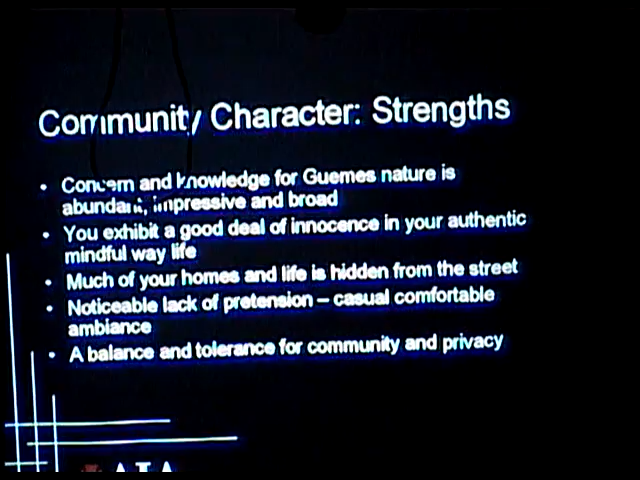 Community Character: Strengths
• Concern and knowledge for Guemes nature is
abundant, impressive and broad
• You exhibit a good deal of innocence in your authentic
mindful way life
• Much of your homes and life is hidden from the street
• Noticeable lack of pretension – casual comfortable
ambiance
• A balance and tolerance for community and privacy